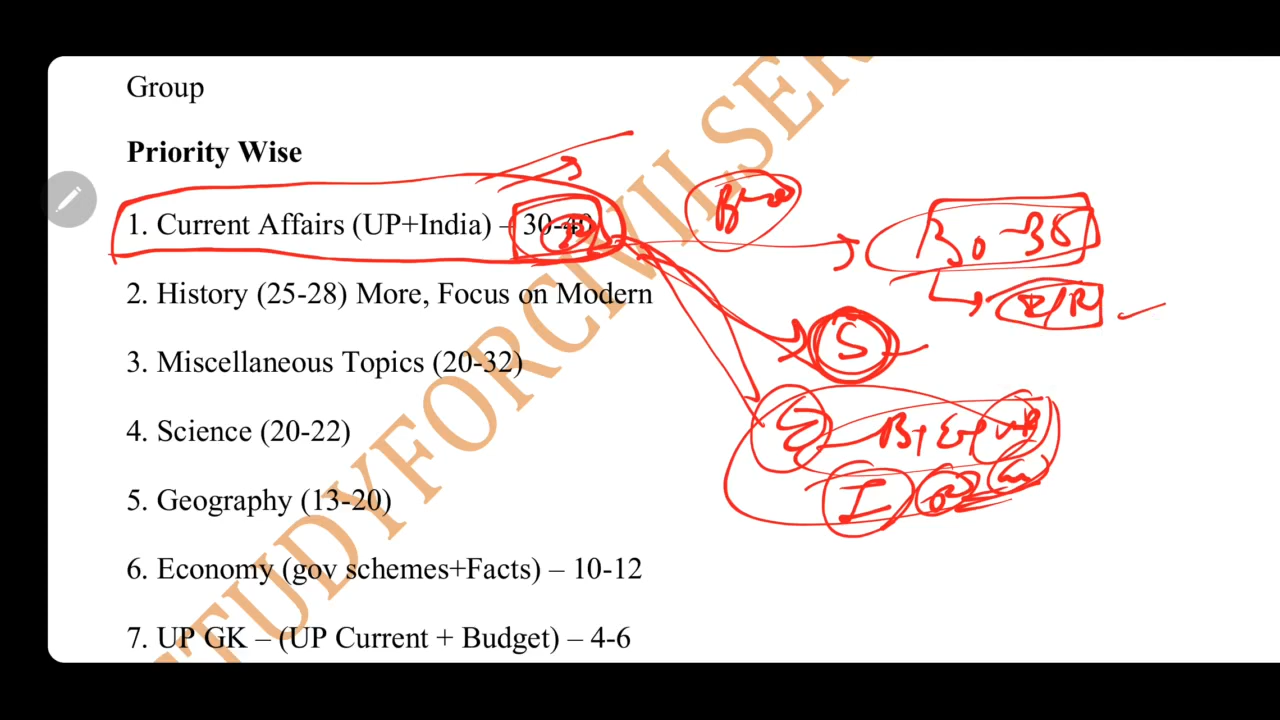 Group
Priority Wise
1. Current Affairs (UP+India) – 30-40
30-35
S
2. History (25-28) More, Focus on Modern
3. Miscellaneous Topics (20-32)
4. Science (20-22)
I
5. Geography (13-20)
6. Economy (gov schemes+Facts) – 10-12
7. UP GK – (UP Current + Budget) – 4-6
STUDYFORCIVILSER